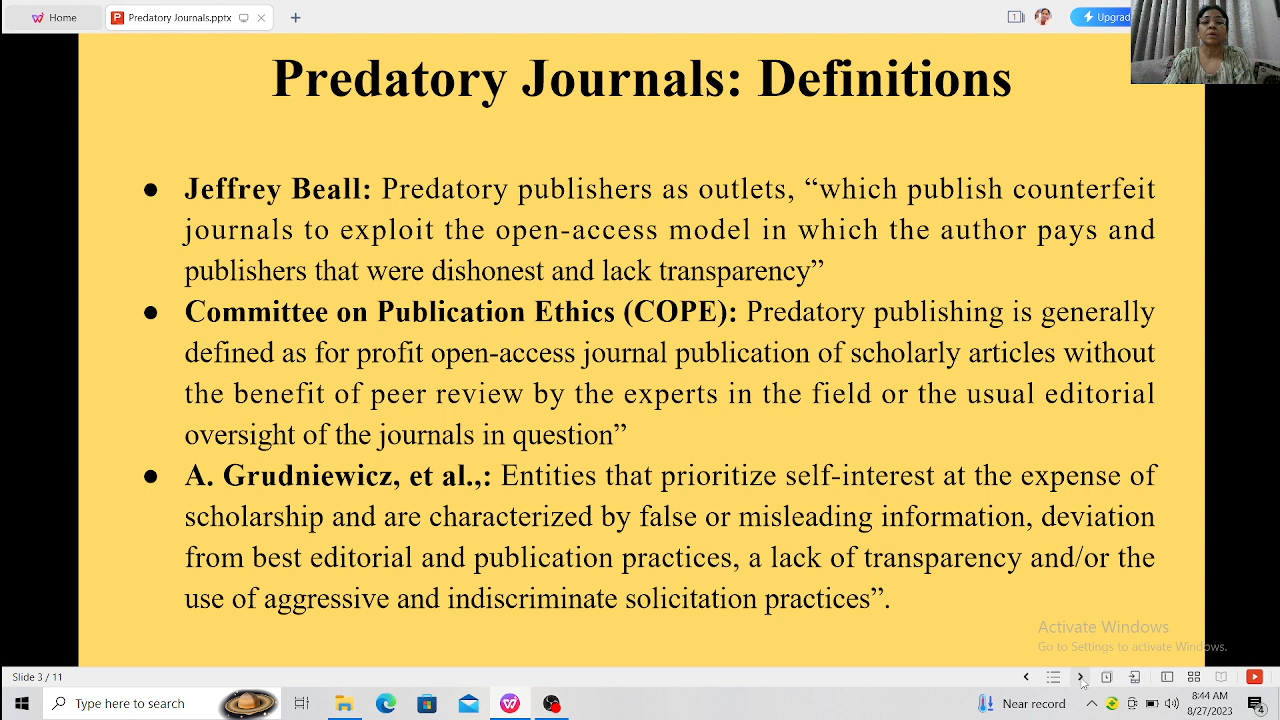 Home
Predatory Journals.pptx
1
Upgrad
Predatory Journals: Definitions
● Jeffrey Beall: Predatory publishers as outlets, “which publish counterfeit
journals to exploit the open-access model in which the author pays and
publishers that were dishonest and lack transparency”
● Committee on Publication Ethics (COPE): Predatory publishing is generally
defined as for profit open-access journal publication of scholarly articles without
the benefit of peer review by the experts in the field or the usual editorial
oversight of the journals in question”
● A. Grudniewicz, et al.,: Entities that prioritize self-interest at the expense of
scholarship and are characterized by false or misleading information, deviation
from best editorial and publication practices, a lack of transparency and/or the
use of aggressive and indiscriminate solicitation practices”.
Activate Windows
Go to Settings to activate Windows.
Slide 3 / 11
Type here to search
Near record
8:44 AM
8/27/2023
4